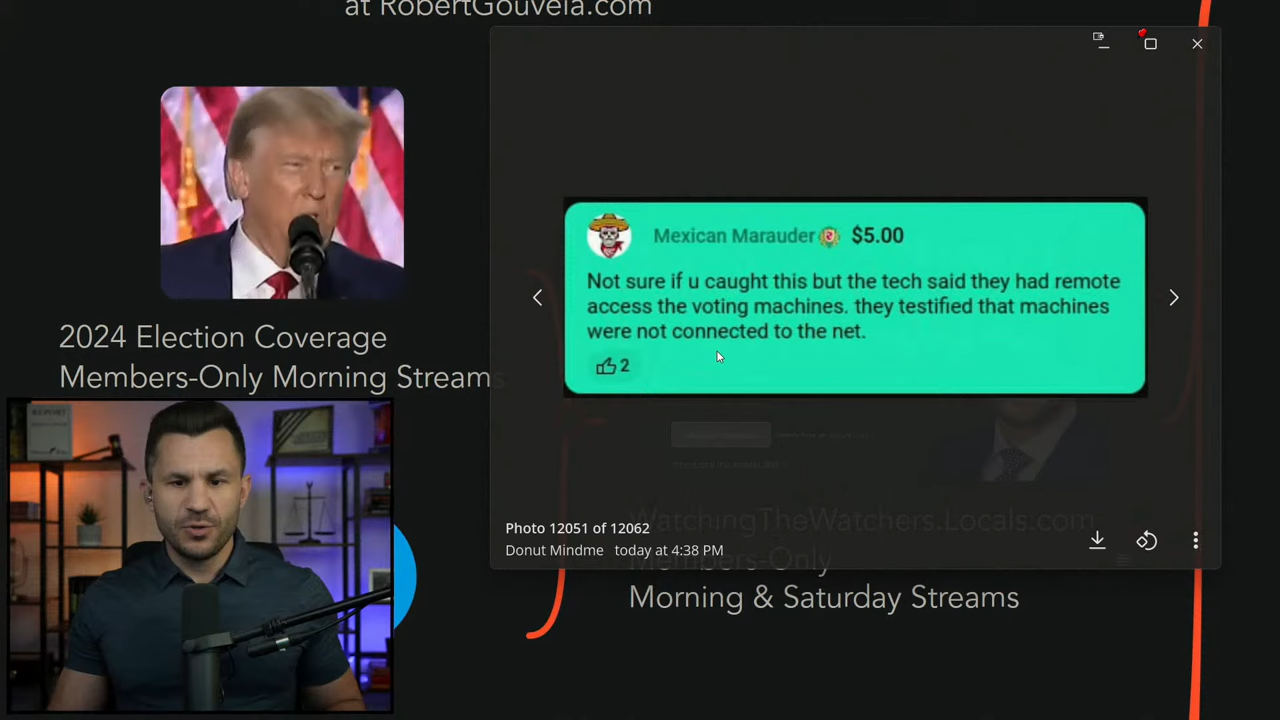 at RobertGouveia.com
Mexican Marauder $5.00
Not sure if u caught this but the tech said they had remote
access the voting machines. they testified that machines
were not connected to the net.
2
2024 Election Coverage
Members-Only Morning Streams
Photo 12051 of 12062
Donut Mindme today at 4:38 PM
WatchingTheWatchers.Locals.com
Members-Only
Morning & Saturday Streams